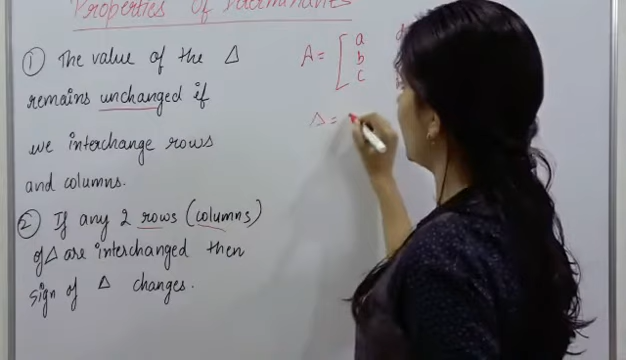 Properties of Determinants
① The value of the Δ
remains unchanged if
we interchange rows
and columns.
② If any 2 rows (columns)
of Δ are interchanged then
sign of Δ changes.
A = [ a d
b
c
Δ =